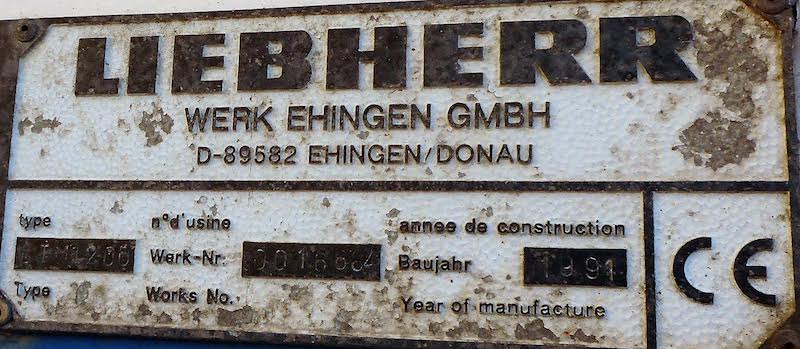 LIEBHERR
WERK EHINGEN GMBH
D-89582 EHINGEN/DONAU
type
Type
n°d'usine
Werk-Nr.
Works No.
annee de construction
Baujahr 1991
Year of manufacture
CE